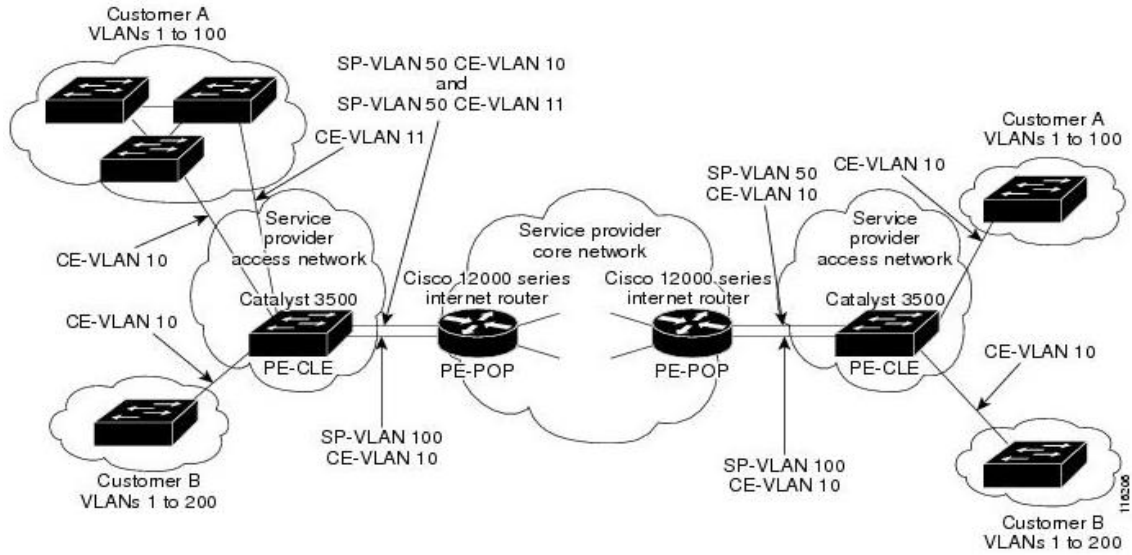 Customer A
VLANs 1 to 100
SP-VLAN 50 CE-VLAN 10
and
SP-VLAN 50 CE-VLAN 11
CE-VLAN 11
Customer A
VLANs 1 to 100
CE-VLAN 10
SP-VLAN 50
CE-VLAN 10
Service
provider
access network
Service provider
core network
Service
provider
access network
CE-VLAN 10
Cisco 12000 series
internet router
Cisco 12000 series
internet router
Catalyst 3500
Catalyst 3500
CE-VLAN 10
PE-CLE
PE-POP
PE-POP
PE-CLE
CE-VLAN 10
SP-VLAN 100
CE-VLAN 10
SP-VLAN 100
CE-VLAN 10
Customer B
VLANs 1 to 200
Customer B
VLANs 1 to 200
116206